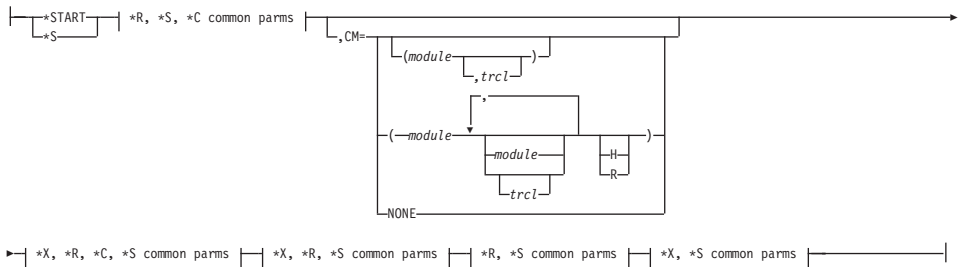 *START *R, *S, *C common parms
*S ,CM=
(module )
,trcl
,
( module )
module H
R
trcl
NONE
*X, *R, *C, *S common parms *X, *R, *S common parms *R, *S common parms *X, *S common parms